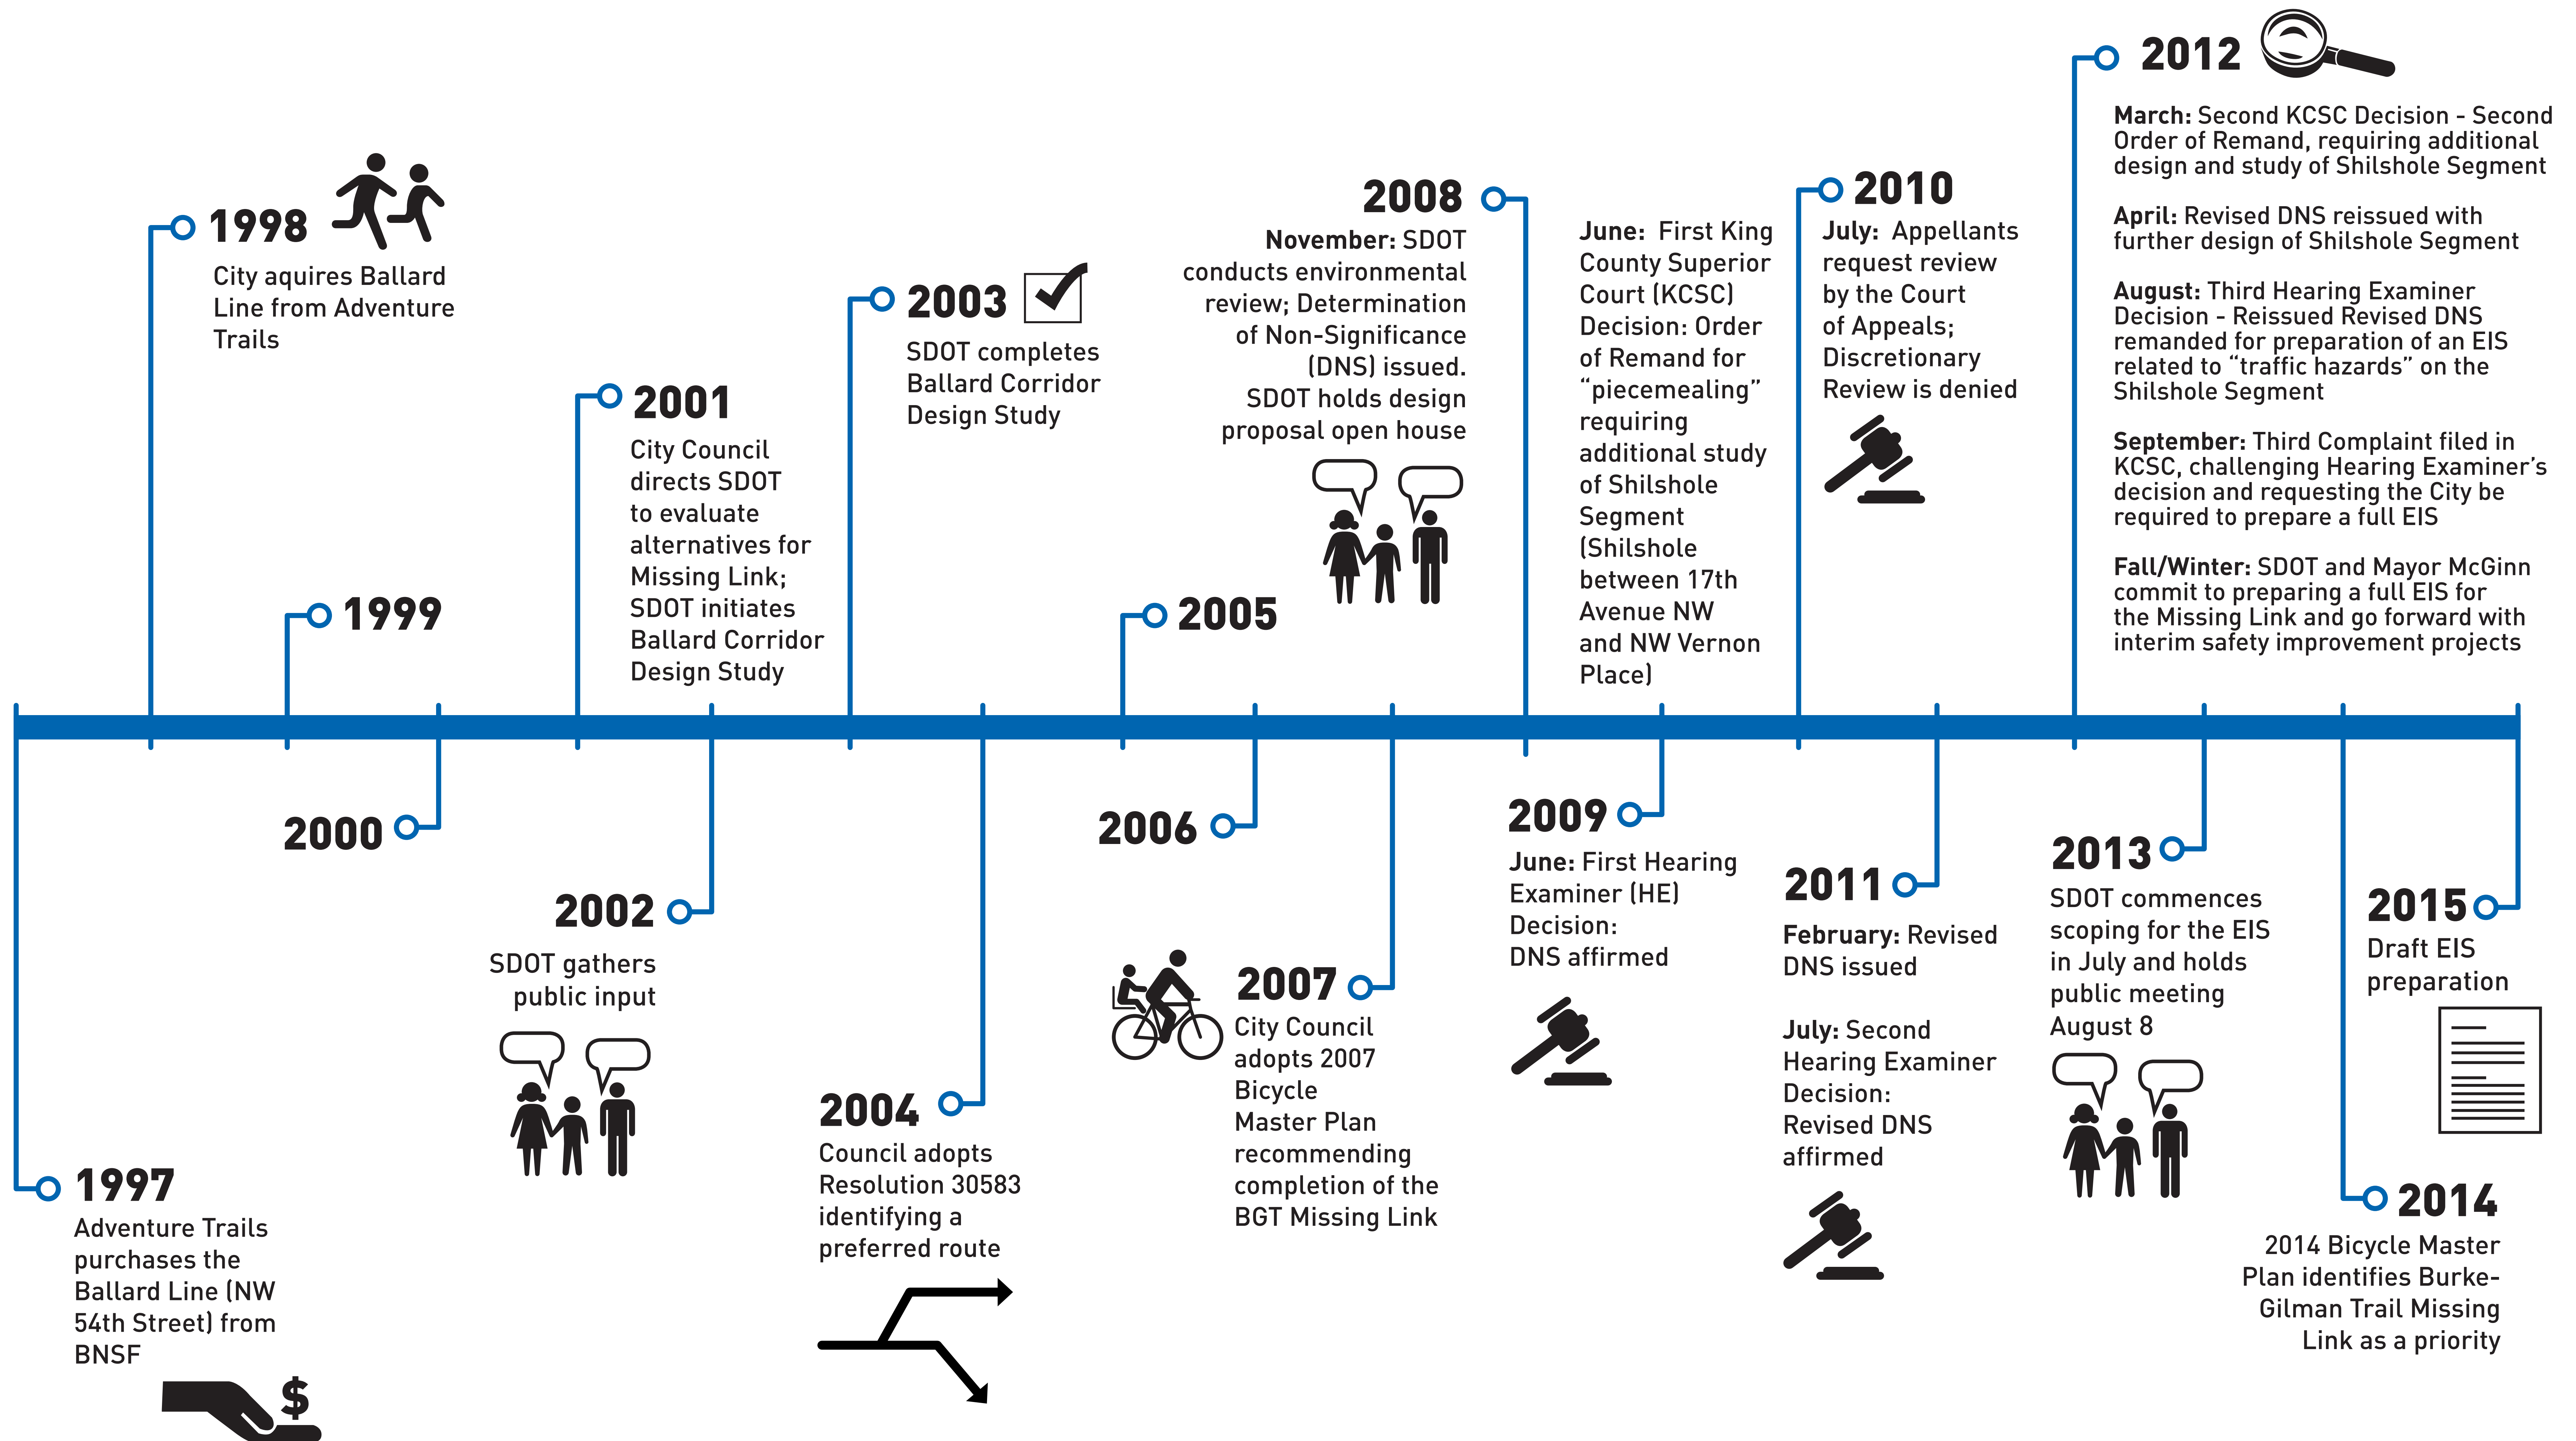 1997
Adventure Trails
purchases the
Ballard Line (NW
54th Street) from
BNSF
$
1998
City aquires Ballard
Line from Adventure
Trails
1999
2000
2001
City Council
directs SDOT
to evaluate
alternatives for
Missing Link;
SDOT initiates
Ballard Corridor
Design Study
2002
SDOT gathers
public input
2003
SDOT completes
Ballard Corridor
Design Study
2004
Council adopts
Resolution 30583
identifying a
preferred route
2005
2006
2007
City Council
adopts 2007
Bicycle
Master Plan
recommending
completion of the
BGT Missing Link
2008
November: SDOT
conducts environmental
review; Determination
of Non-Significance
(DNS) issued.
SDOT holds design
proposal open house
2009
June: First Hearing
Examiner (HE)
Decision:
DNS affirmed
June: First King
County Superior
Court (KCSC)
Decision: Order
of Remand for
“piecemealing”
requiring
additional study
of Shilshole
Segment
(Shilshole
between 17th
Avenue NW
and NW Vernon
Place)
2010
July: Appellants
request review
by the Court
of Appeals;
Discretionary
Review is denied
2011
February: Revised
DNS issued
July: Second
Hearing Examiner
Decision:
Revised DNS
affirmed
2012
March: Second KCSC Decision - Second
Order of Remand, requiring additional
design and study of Shilshole Segment
April: Revised DNS reissued with
further design of Shilshole Segment
August: Third Hearing Examiner
Decision - Reissued Revised DNS
remanded for preparation of an EIS
related to “traffic hazards” on the
Shilshole Segment
September: Third Complaint filed in
KCSC, challenging Hearing Examiner’s
decision and requesting the City be
required to prepare a full EIS
Fall/Winter: SDOT and Mayor McGinn
commit to preparing a full EIS for
the Missing Link and go forward with
interim safety improvement projects
2013
SDOT commences
scoping for the EIS
in July and holds
public meeting
August 8
2014
2014 Bicycle Master
Plan identifies Burke-
Gilman Trail Missing
Link as a priority
2015
Draft EIS
preparation